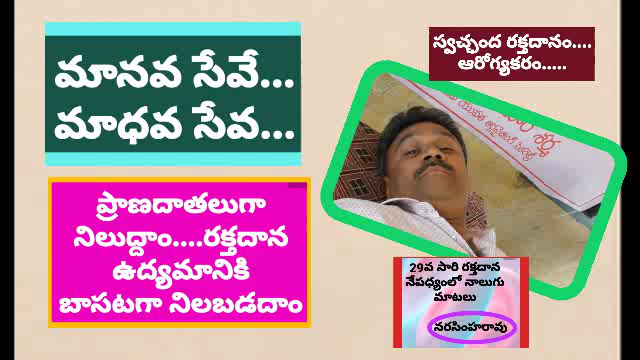 మానవ సేవే...
మాధవ సేవ...
స్వచ్ఛంద రక్తదానం....
ఆరోగ్యకరం.....
ప్రాణదాతలుగా
నిలుద్దాం....రక్తదాన
ఉద్యమానికి
బాసటగా నిలబడదాం
29వ సారి రక్తదాన
నేపథ్యంలో నాలుగు
మాటలు
నరసింహరావు